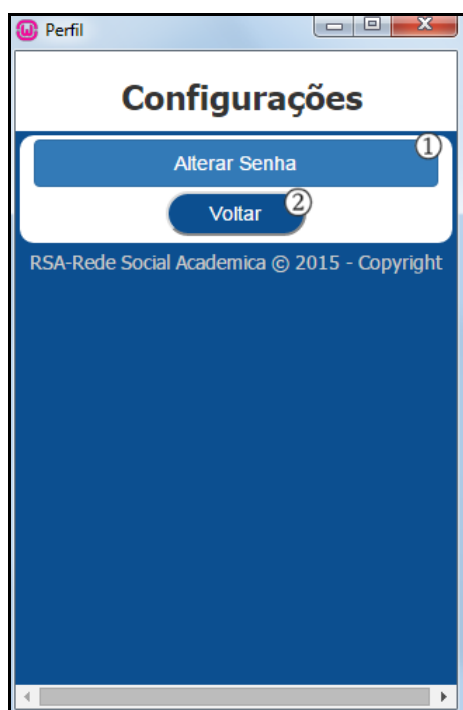 Perfil
Configurações
Alterar Senha 1
Voltar 2
RSA-Rede Social Academica © 2015 - Copyright